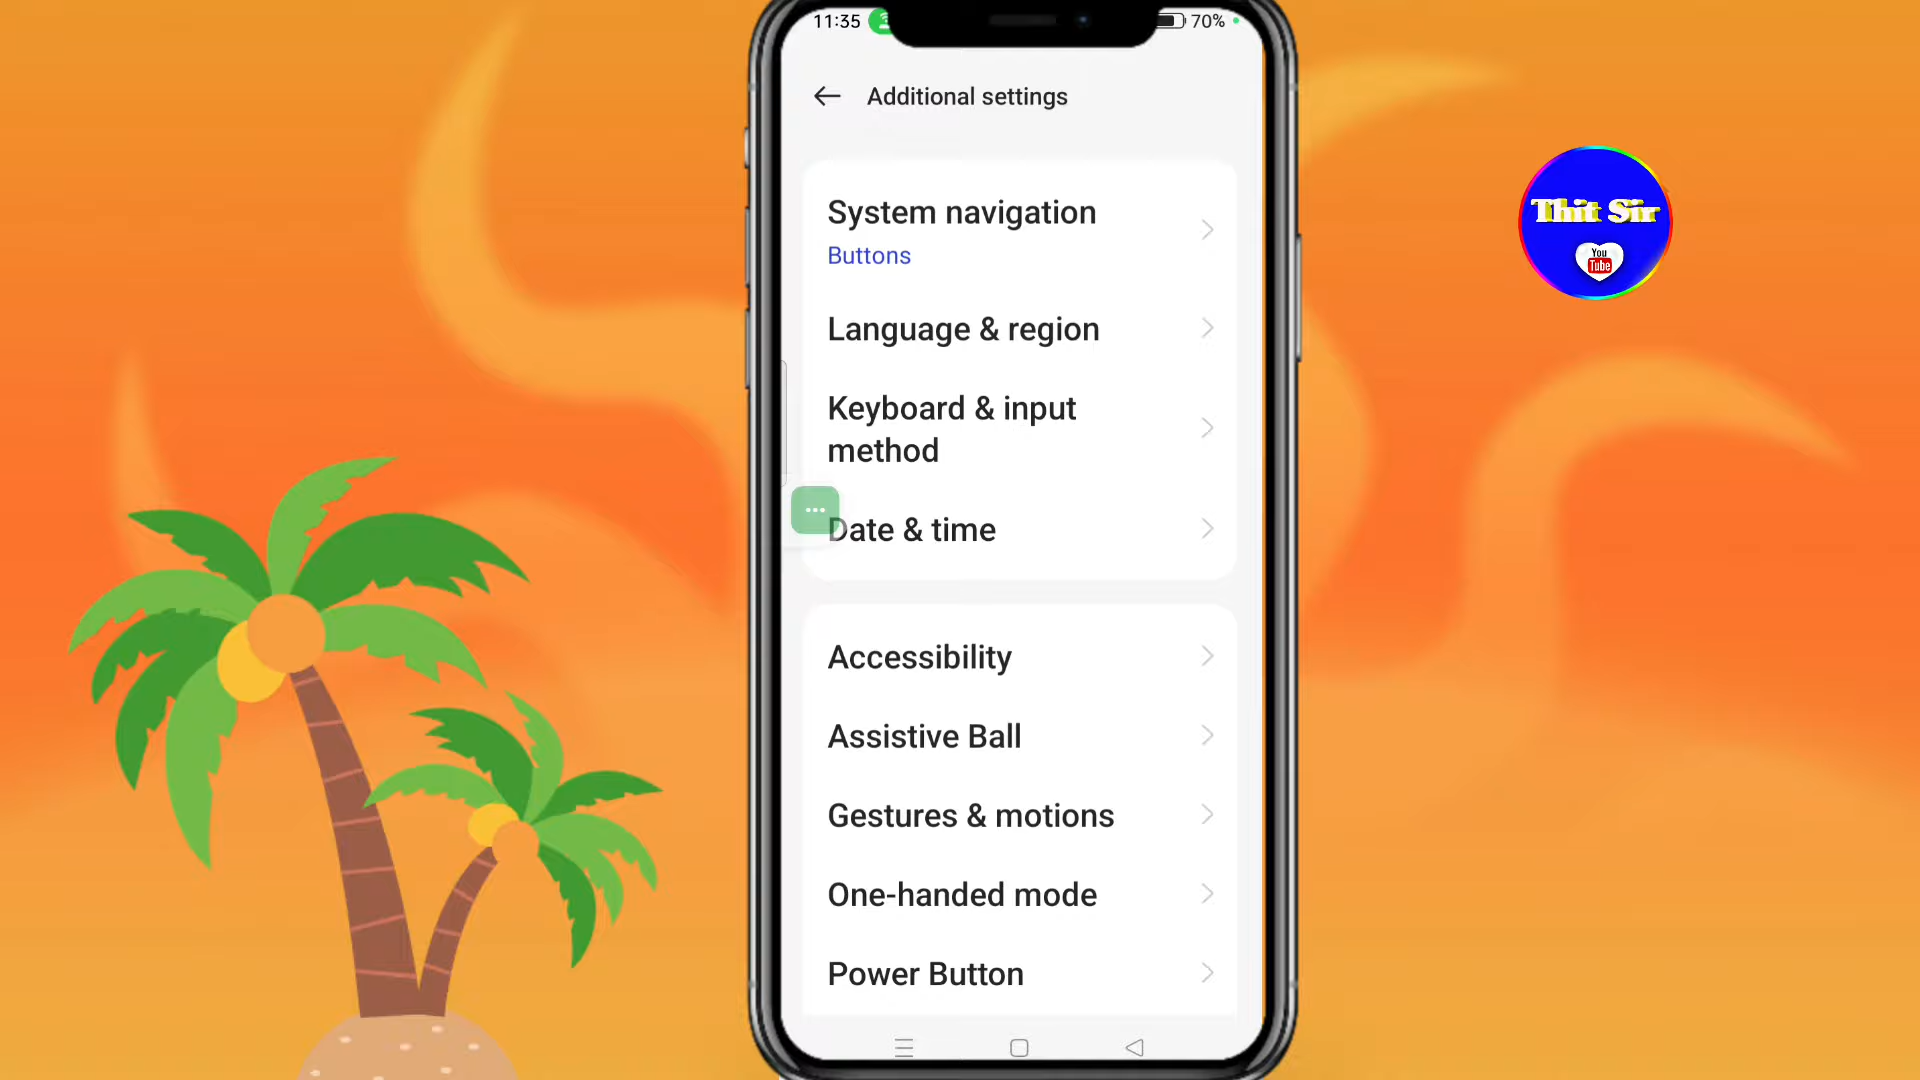 11:35
70%
Additional settings
System navigation
Buttons
Language & region
Keyboard & input
method
Date & time
Accessibility
Assistive Ball
Gestures & motions
One-handed mode
Power Button
Thit Sir
You
Tube